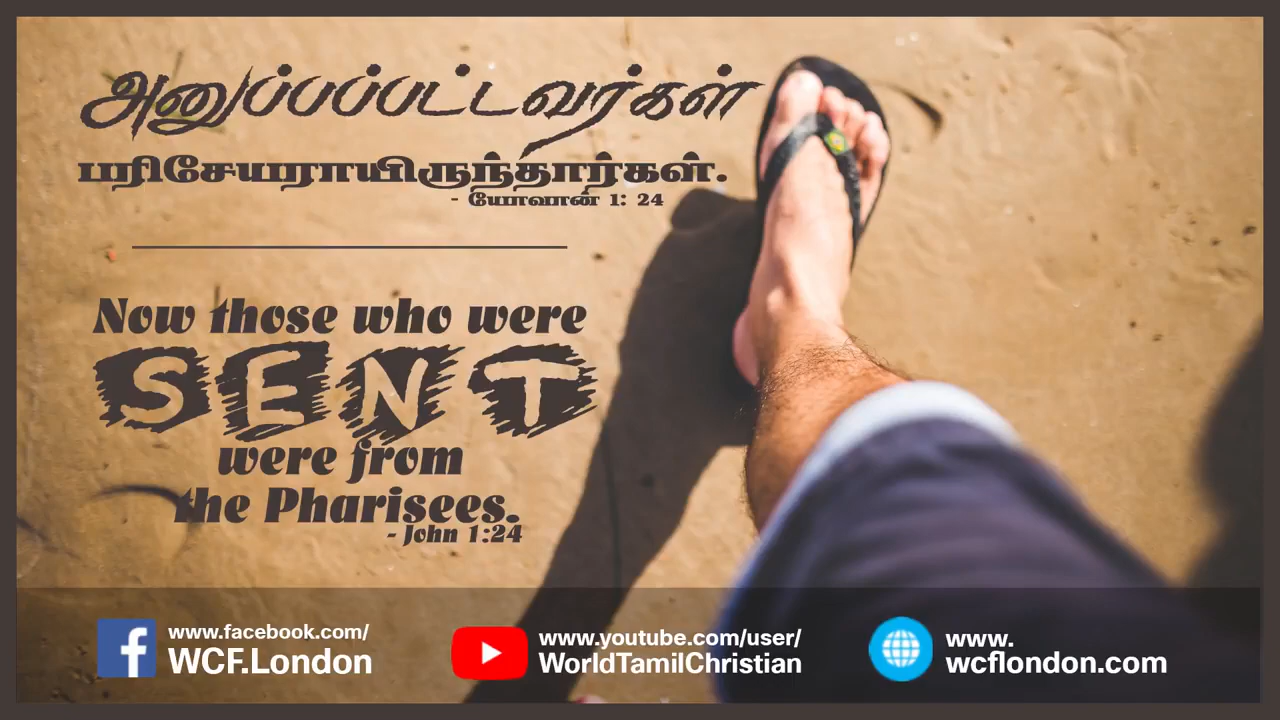 அனுப்பப்பட்டவர்கள்
பரிசேயராயிருந்தார்கள்.
- யோவான் 1: 24
Now those who were
SENT
were from
the Pharisees.
- John 1:24
www.facebook.com/
WCF.London
www.youtube.com/user/
WorldTamilChristian
www.
wcflondon.com